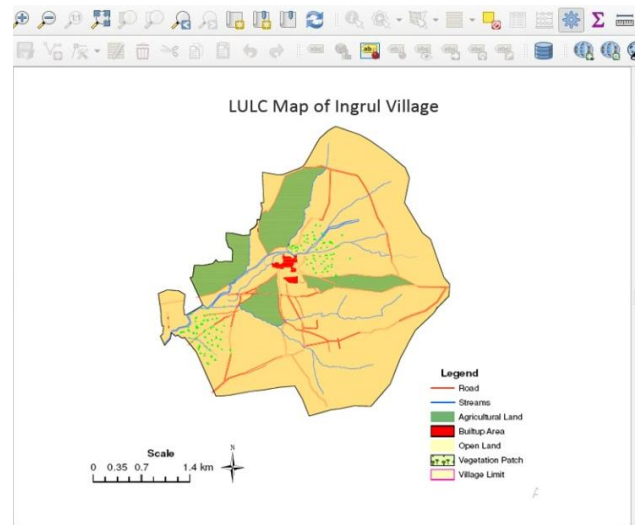 LULC Map of Ingrul Village
Legend
Road
Streams
Agricultural Land
Builtup Area
Open Land
Vegetation Patch
Village Limit
Scale
N
0 0.35 0.7 1.4 km